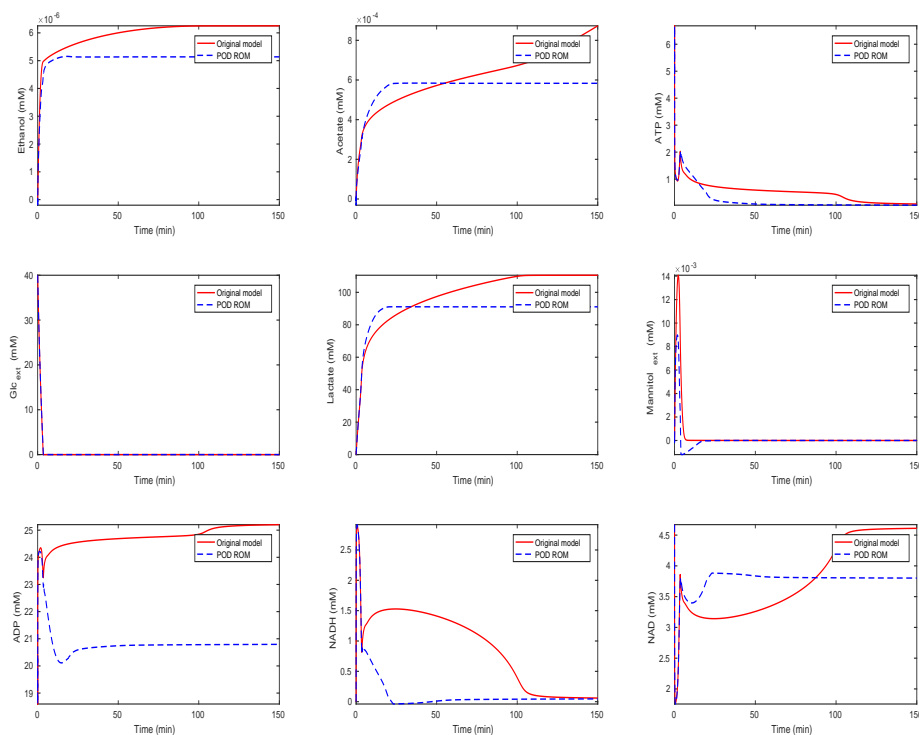 ×10^-6
Ethanol (mM)
6
5
4
3
2
1
0
0 50 100 150
Time (min)
Original model
POD ROM
×10^-4
Acetate (mM)
8
6
4
2
0
0 50 100 150
Time (min)
Original model
POD ROM
ATP (mM)
6
5
4
3
2
1
0 50 100 150
Time (min)
Original model
POD ROM
Glc ext (mM)
40
30
20
10
0
0 50 100 150
Time (min)
Original model
POD ROM
Lactate (mM)
100
80
60
40
20
0
0 50 100 150
Time (min)
Original model
POD ROM
×10^-3
Mannitol ext (mM)
14
12
10
8
6
4
2
0
0 50 100 150
Time (min)
Original model
POD ROM
ADP (mM)
25
24
23
22
21
20
19
0 50 100 150
Time (min)
Original model
POD ROM
NADH (mM)
2.5
2
1.5
1
0.5
0
0 50 100 150
Time (min)
Original model
POD ROM
NAD (mM)
4.5
4
3.5
3
2.5
2
0 50 100 150
Time (min)
Original model
POD ROM